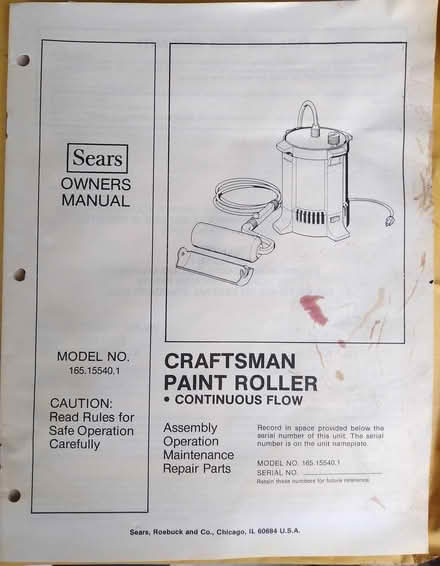 Sears
OWNERS
MANUAL
MODEL NO.
165.15540.1
CAUTION:
Read Rules for
Safe Operation
Carefully
CRAFTSMAN
PAINT ROLLER
• CONTINUOUS FLOW
Assembly
Operation
Maintenance
Repair Parts
Record in space provided below the
serial number of this unit. The serial
number is on the unit nameplate.
MODEL NO. 165.15540.1
SERIAL NO.
Retain these numbers for future reference.
Sears, Roebuck and Co., Chicago, IL 60684 U.S.A.